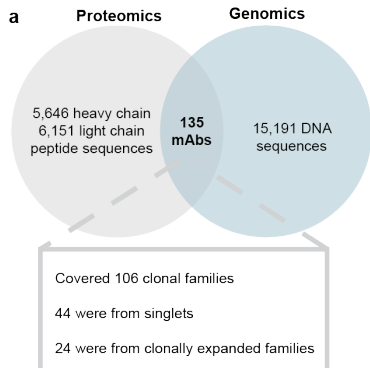 a
Proteomics
Genomics
5,646 heavy chain
6,151 light chain
peptide sequences
135
mAbs
15,191 DNA
sequences
Covered 106 clonal families
44 were from singlets
24 were from clonally expanded families